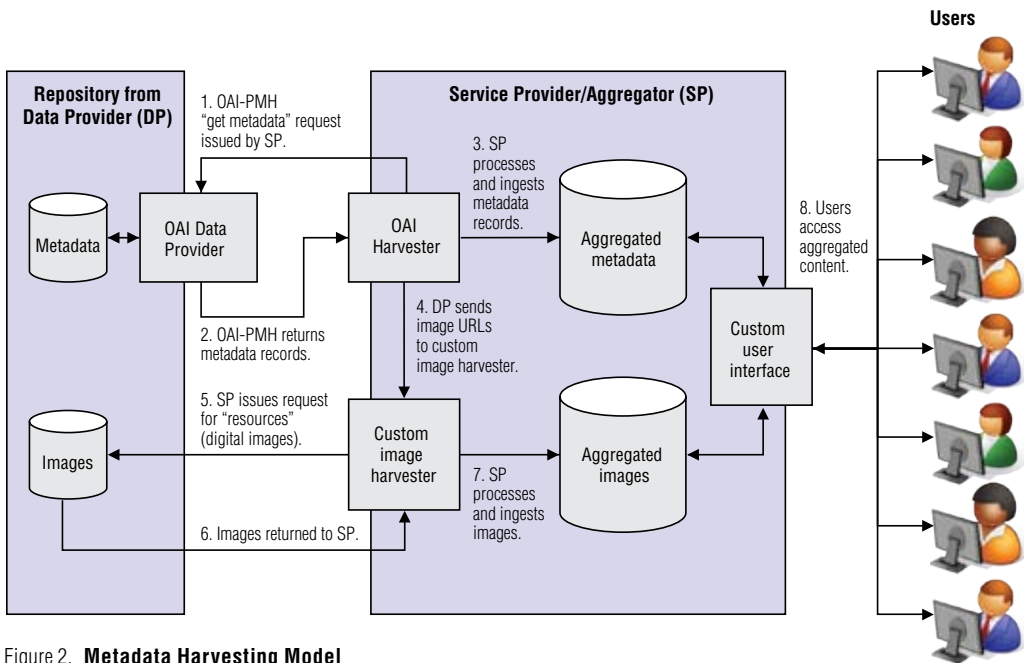 Users
Repository from
Data Provider (DP)
1. OAI-PMH
“get metadata” request
issued by SP.
Service Provider/Aggregator (SP)
3. SP
processes
and ingests
metadata
records.
Metadata
OAI Data
Provider
OAI
Harvester
Aggregated
metadata
8. Users
access
aggregated
content.
2. OAI-PMH returns
metadata records.
4. DP sends
image URLs
to custom
image harvester.
Custom
user
interface
5. SP issues request
for “resources”
(digital images).
Images
Custom
image
harvester
Aggregated
images
7. SP
processes
and ingests
images.
6. Images returned to SP.
Figure 2. Metadata Harvesting Model